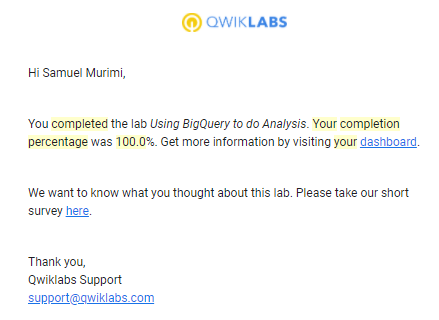 QWIKLABS
Hi Samuel Murimi,
You completed the lab Using BigQuery to do Analysis. Your completion
percentage was 100.0%. Get more information by visiting your dashboard.
We want to know what you thought about this lab. Please take our short
survey here.
Thank you,
Qwiklabs Support
support@qwiklabs.com